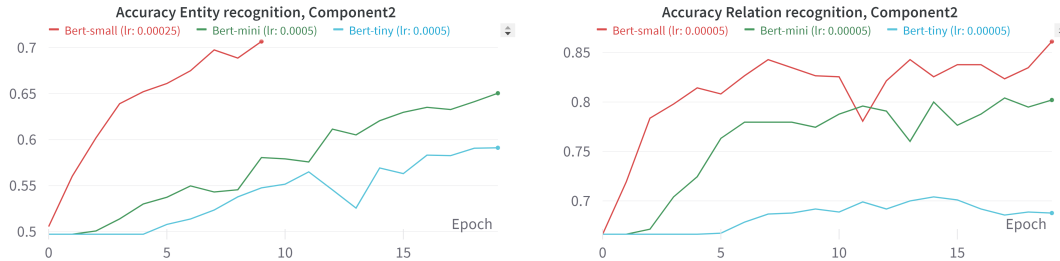 Accuracy Entity recognition, Component2
Bert-small (lr: 0.00025) Bert-mini (lr: 0.0005) Bert-tiny (lr: 0.0005)
0.7
0.65
0.6
0.55
0.5
Epoch
0 5 10 15
Accuracy Relation recognition, Component2
Bert-small (lr: 0.00005) Bert-mini (lr: 0.00005) Bert-tiny (lr: 0.00005)
0.85
0.8
0.75
0.7
Epoch
0 5 10 15